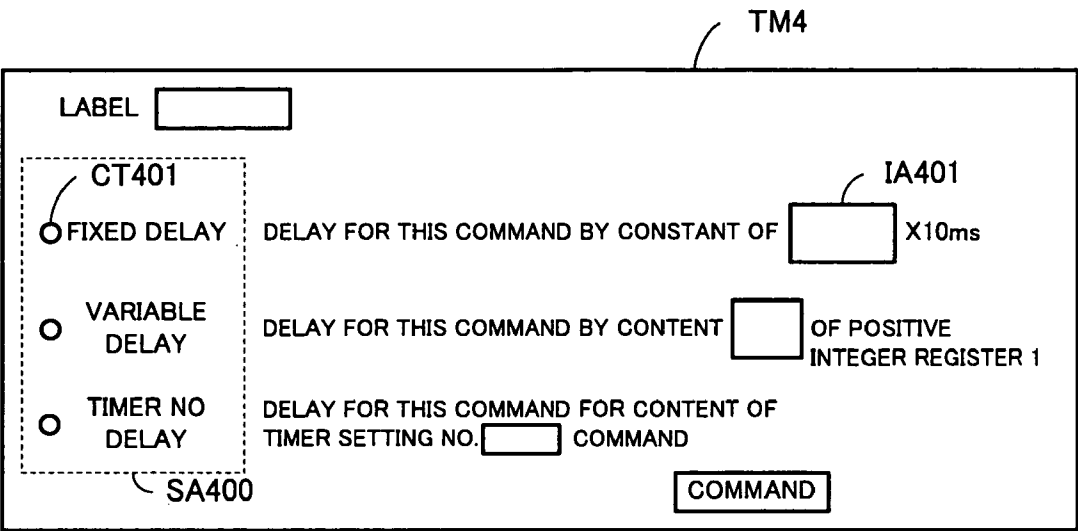 TM4
LABEL
CT401
IA401
FIXED DELAY DELAY FOR THIS COMMAND BY CONSTANT OF X10ms
VARIABLE
DELAY
DELAY FOR THIS COMMAND BY CONTENT OF POSITIVE
INTEGER REGISTER 1
TIMER NO
DELAY
DELAY FOR THIS COMMAND FOR CONTENT OF
TIMER SETTING NO. COMMAND
SA400
COMMAND